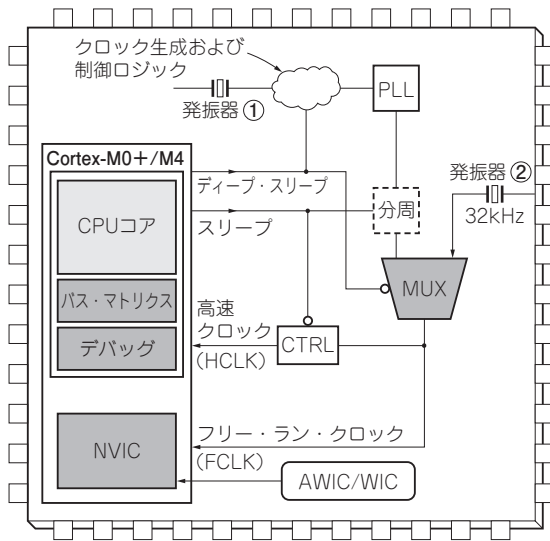 クロック生成および
制御ロジック
発振器①
PLL
Cortex-M0+/M4
ディープ・スリープ
発振器②
32kHz
CPUコア
スリープ
分周
MUX
バス・マトリクス
高速
クロック
(HCLK)
CTRL
デバッグ
NVIC
フリー・ラン・クロック
(FCLK)
AWIC/WIC